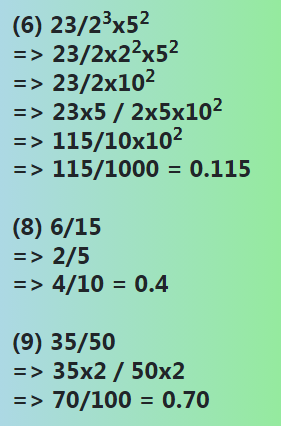 (6) 23/2³x5²
=> 23/2x2²x5²
=> 23/2x10²
=> 23x5 / 2x5x10²
=> 115/10x10²
=> 115/1000 = 0.115
(8) 6/15
=> 2/5
=> 4/10 = 0.4
(9) 35/50
=> 35x2 / 50x2
=> 70/100 = 0.70